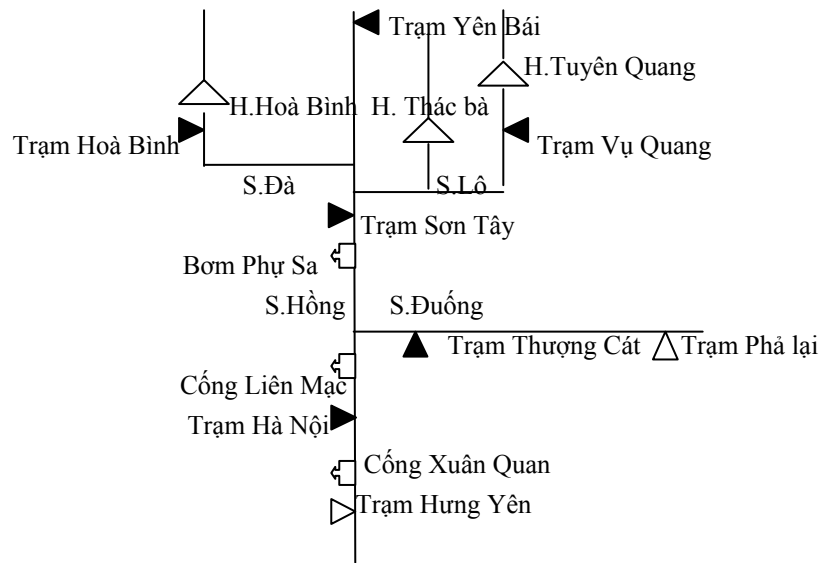 Trạm Yên Bái
H.Tuyên Quang
H.Hoà Bình H. Thác bà
Trạm Hoà Bình Trạm Vụ Quang
S.Đà S.Lô
Trạm Sơn Tây
Bơm Phự Sa
S.Hồng S.Đuống
Trạm Thượng Cát Trạm Phả lại
Cống Liên Mạc
Trạm Hà Nội
Cống Xuân Quan
Trạm Hưng Yên